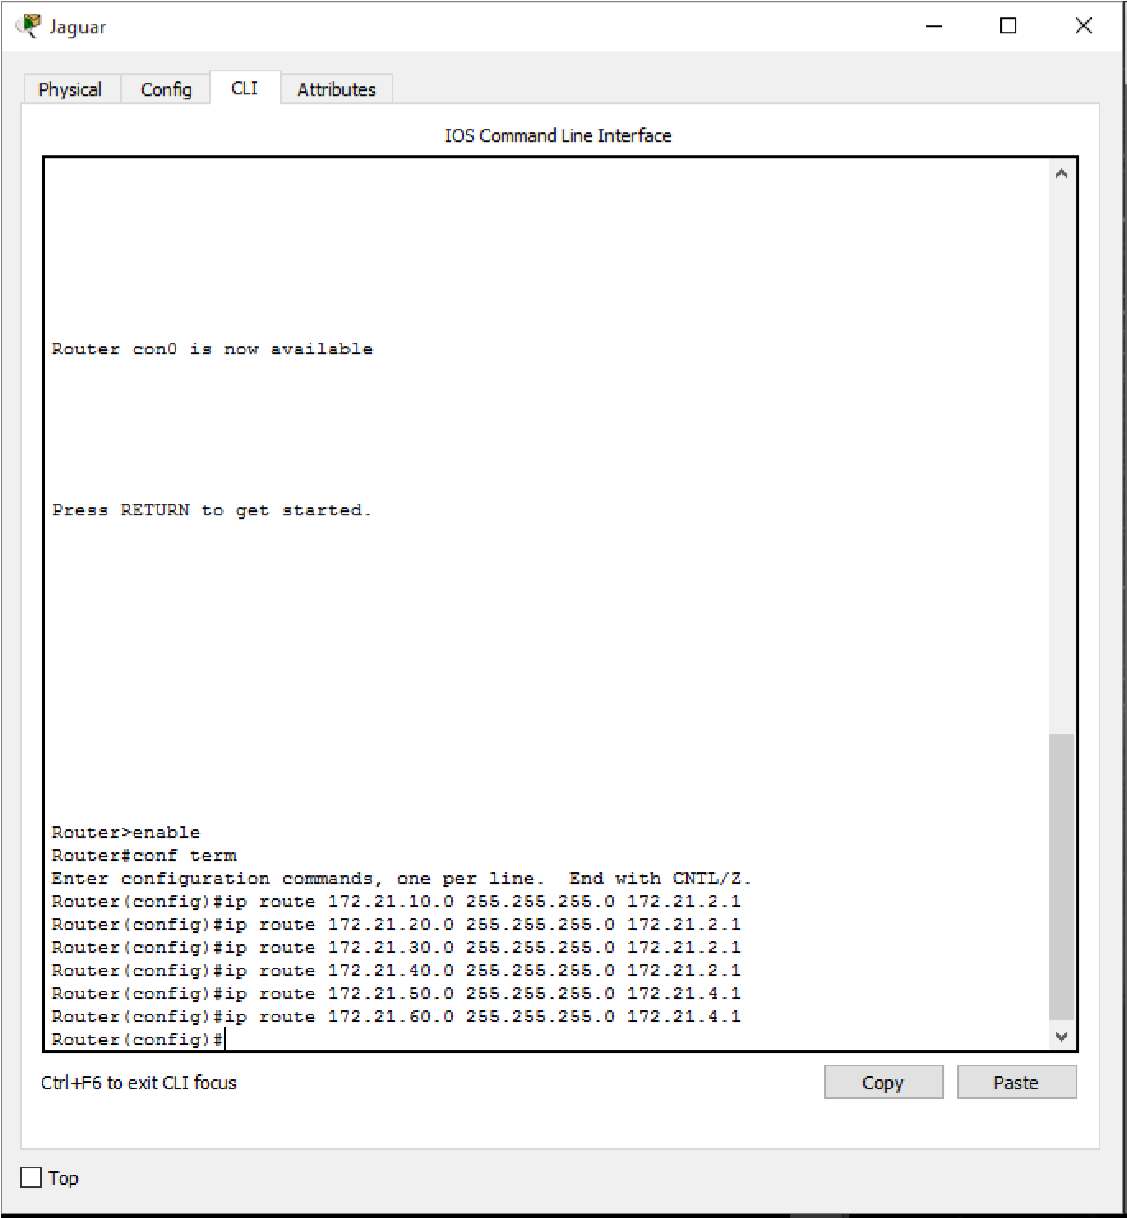 Jaguar
Physical Config CLI Attributes
IOS Command Line Interface
Router con0 is now available
Press RETURN to get started.
Router>enable
Router#conf term
Enter configuration commands, one per line.  End with CNTL/Z.
Router(config)#ip route 172.21.10.0 255.255.255.0 172.21.2.1
Router(config)#ip route 172.21.20.0 255.255.255.0 172.21.2.1
Router(config)#ip route 172.21.30.0 255.255.255.0 172.21.2.1
Router(config)#ip route 172.21.40.0 255.255.255.0 172.21.2.1
Router(config)#ip route 172.21.50.0 255.255.255.0 172.21.4.1
Router(config)#ip route 172.21.60.0 255.255.255.0 172.21.4.1
Router(config)#
Ctrl+F6 to exit CLI focus
Copy Paste
Top